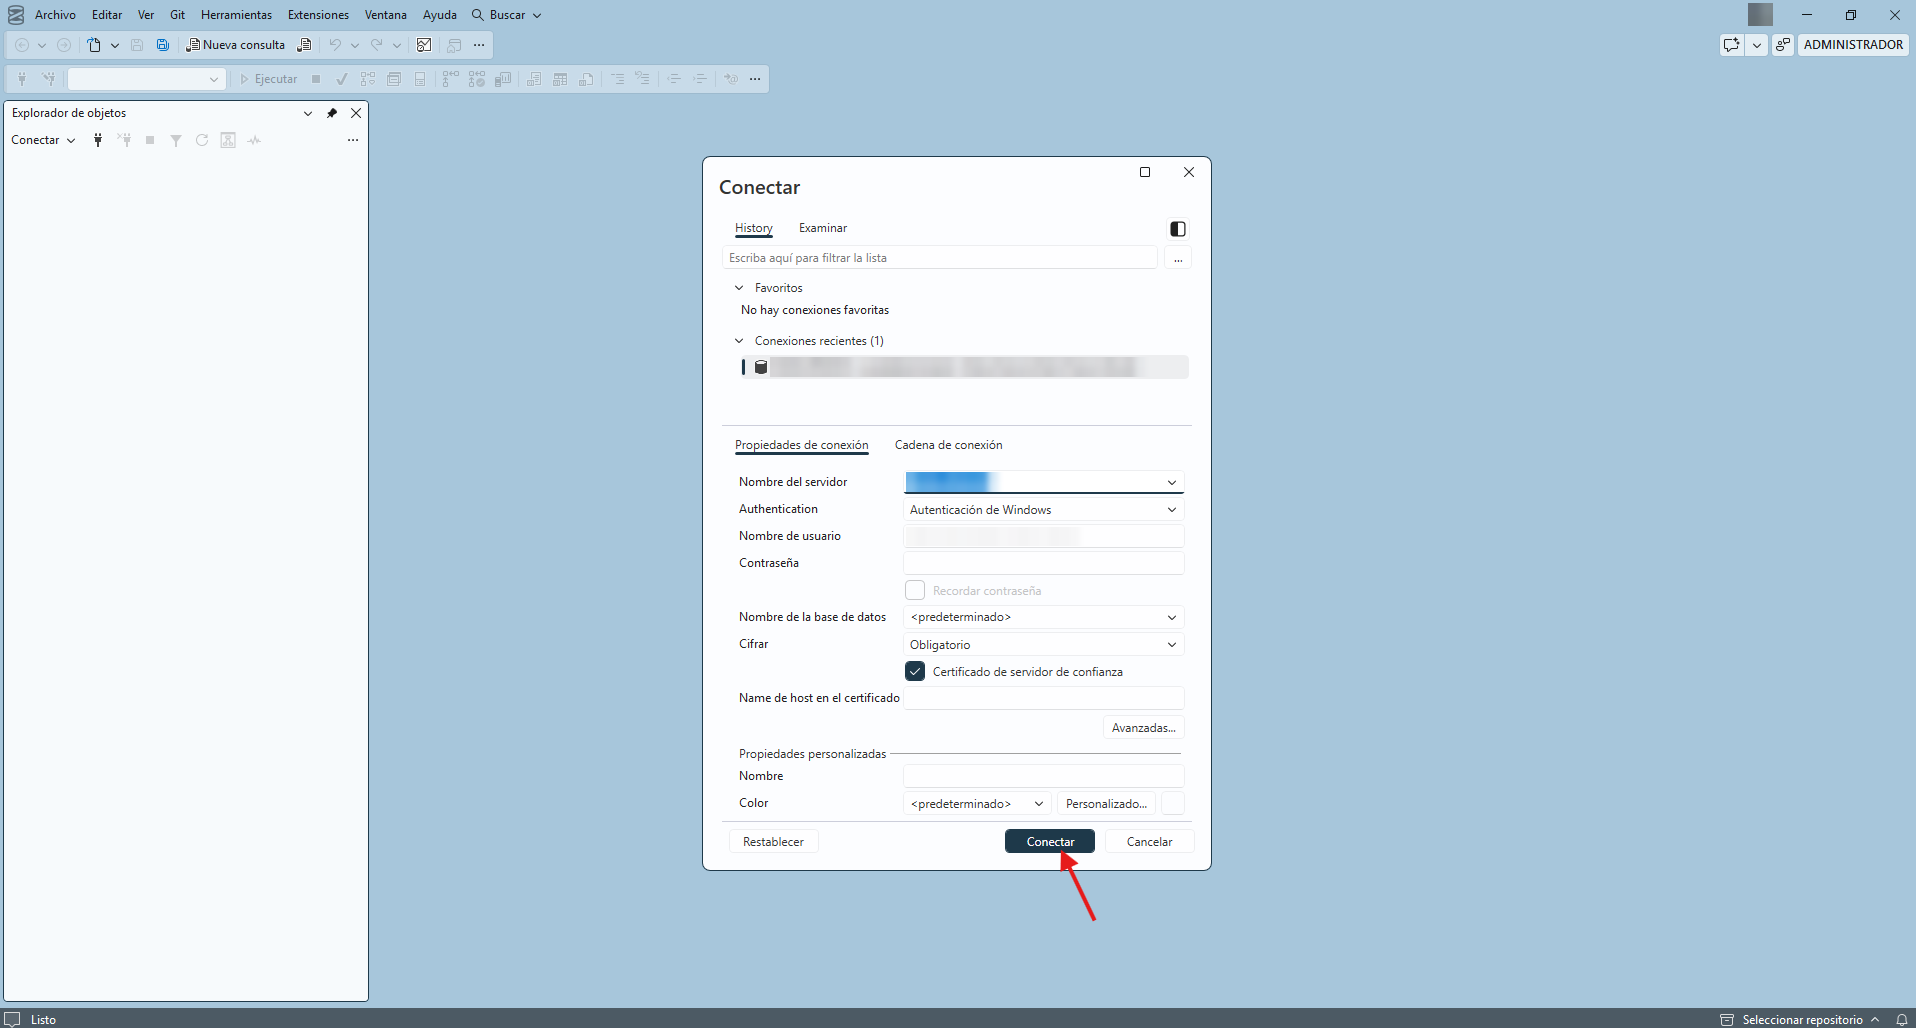 Archivo Editar Ver Git Herramientas Extensiones Ventana Ayuda Buscar
Nueva consulta ADMINISTRADOR
Ejecutar
Explorador de objetos
Conectar
Conectar
History Examinar
Escriba aquí para filtrar la lista ...
Favoritos
No hay conexiones favoritas
Conexiones recientes (1)
Propiedades de conexión Cadena de conexión
Nombre del servidor
Authentication Autenticación de Windows
Nombre de usuario
Contraseña
Recordar contraseña
Nombre de la base de datos <predeterminado>
Cifrar Obligatorio
Certificado de servidor de confianza
Name de host en el certificado
Avanzadas...
Propiedades personalizadas
Nombre
Color <predeterminado> Personalizado...
Restablecer Conectar Cancelar
Listo Seleccionar repositorio